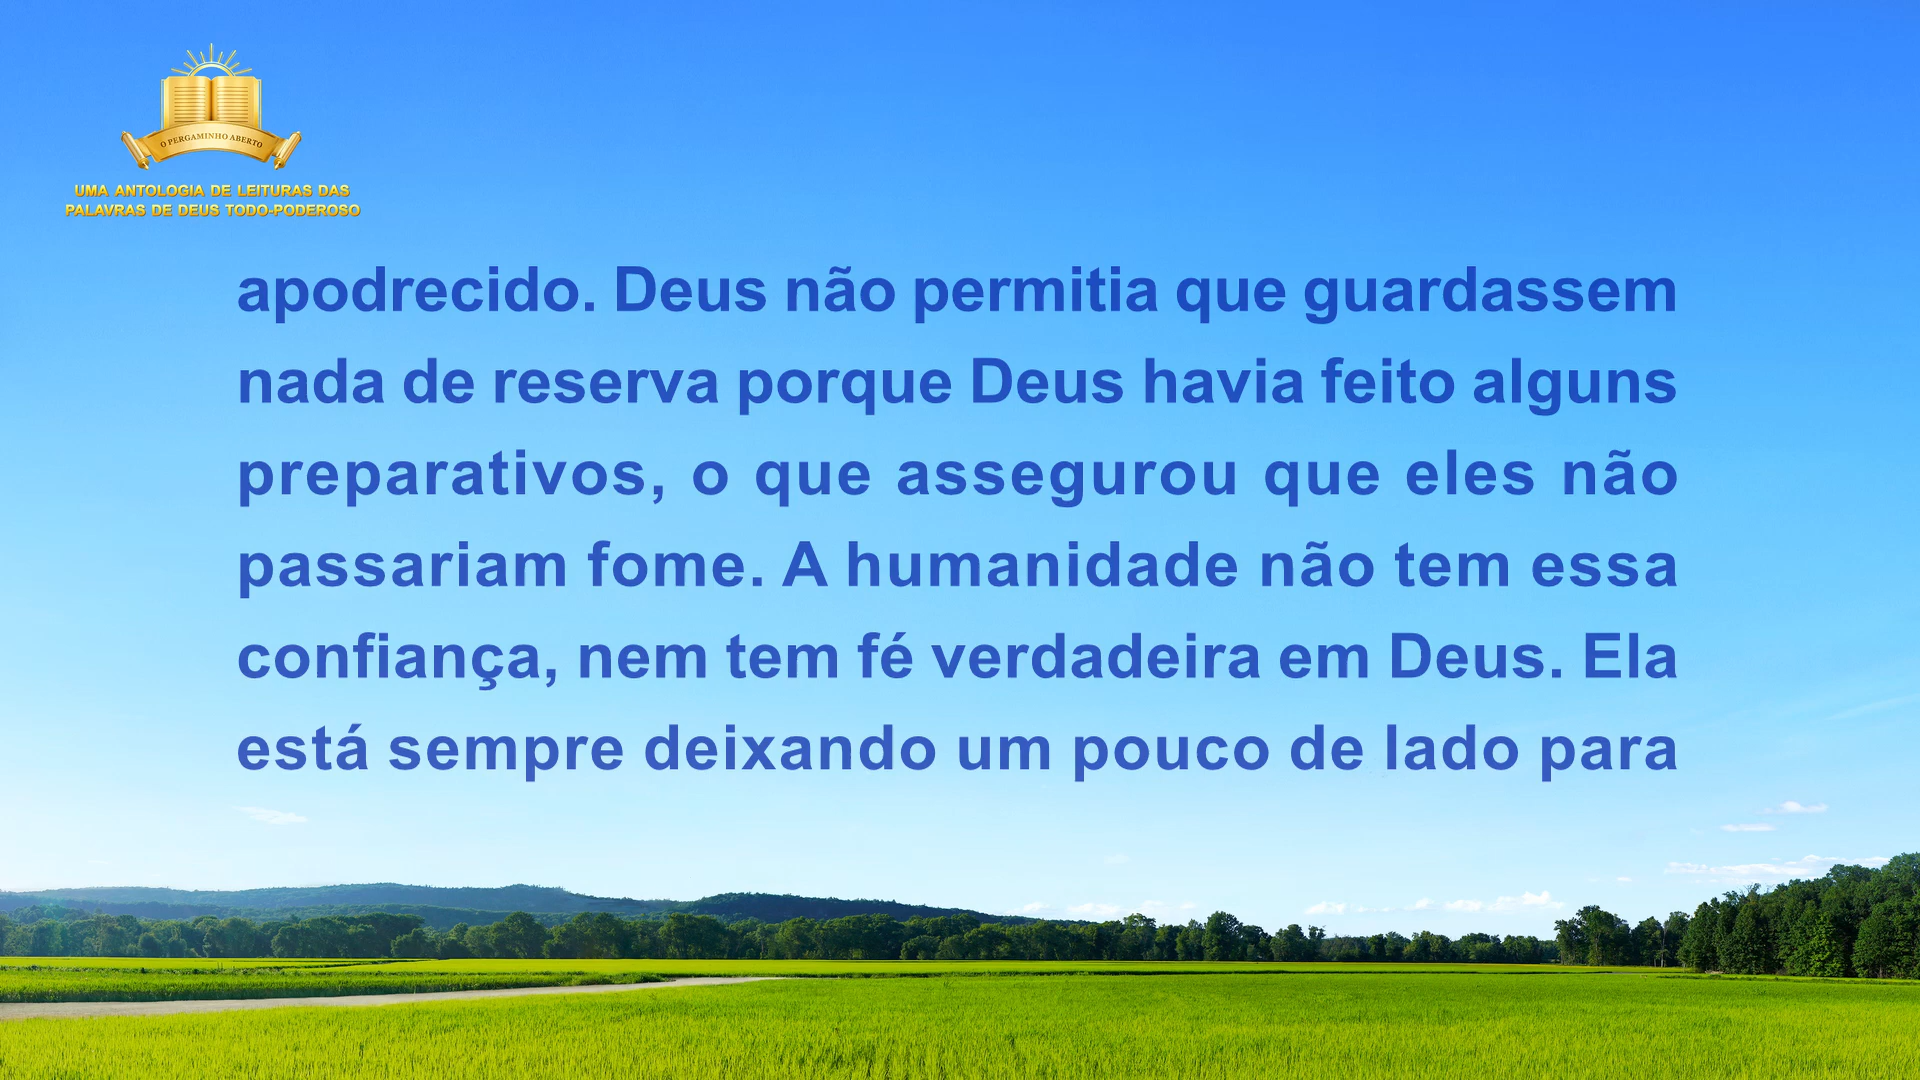 O PERGAMINHO ABERTO
UMA ANTOLOGIA DE LEITURAS DAS
PALAVRAS DE DEUS TODO-PODEROSO
apodrecido. Deus não permitia que guardassem
nada de reserva porque Deus havia feito alguns
preparativos, o que assegurou que eles não
passariam fome. A humanidade não tem essa
confiança, nem tem fé verdadeira em Deus. Ela
está sempre deixando um pouco de lado para